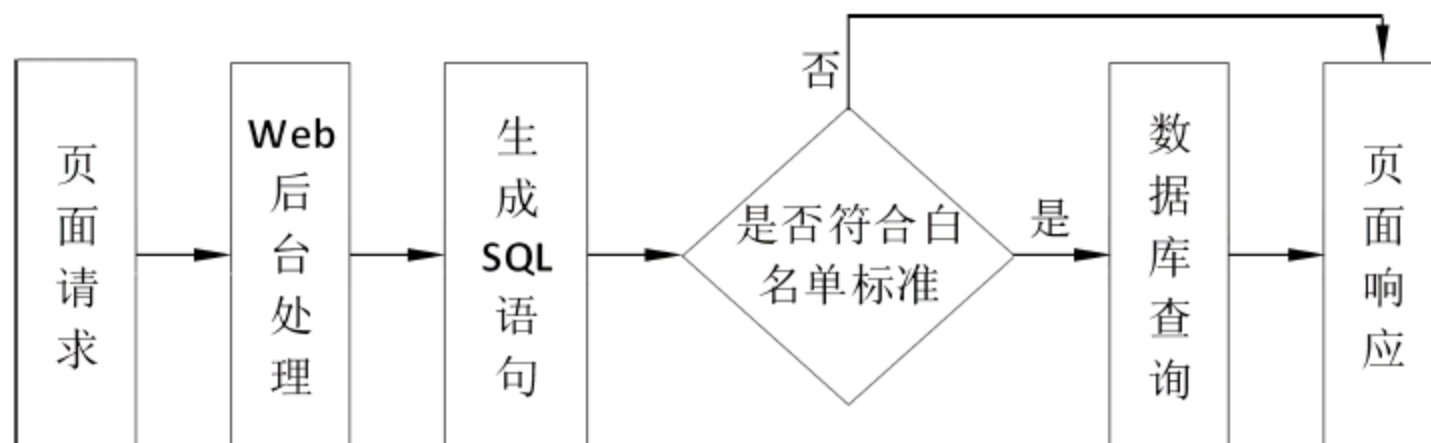 页面请求
Web后台处理
生成SQL语句
是否符合白
名单标准
否
是
数据库查询
页面响应